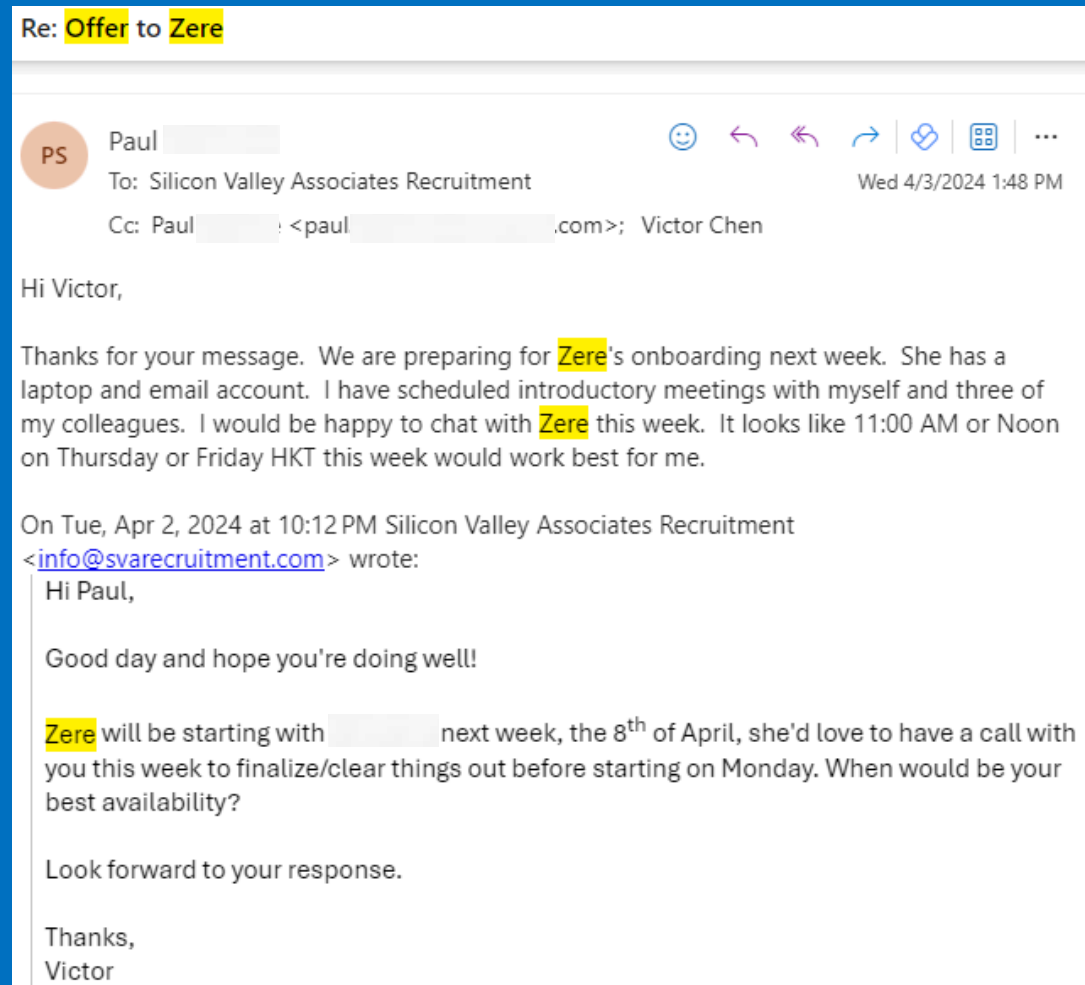 Re: Offer to Zere
PS
Paul
To: Silicon Valley Associates Recruitment
Wed 4/3/2024 1:48 PM
Cc: Paul <paul .com>; Victor Chen
Hi Victor,
Thanks for your message. We are preparing for Zere's onboarding next week. She has a
laptop and email account. I have scheduled introductory meetings with myself and three of
my colleagues. I would be happy to chat with Zere this week. It looks like 11:00 AM or Noon
on Thursday or Friday HKT this week would work best for me.
On Tue, Apr 2, 2024 at 10:12 PM Silicon Valley Associates Recruitment
<info@svarecruitment.com> wrote:
Hi Paul,
Good day and hope you're doing well!
Zere will be starting with next week, the 8th of April, she'd love to have a call with
you this week to finalize/clear things out before starting on Monday. When would be your
best availability?
Look forward to your response.
Thanks,
Victor